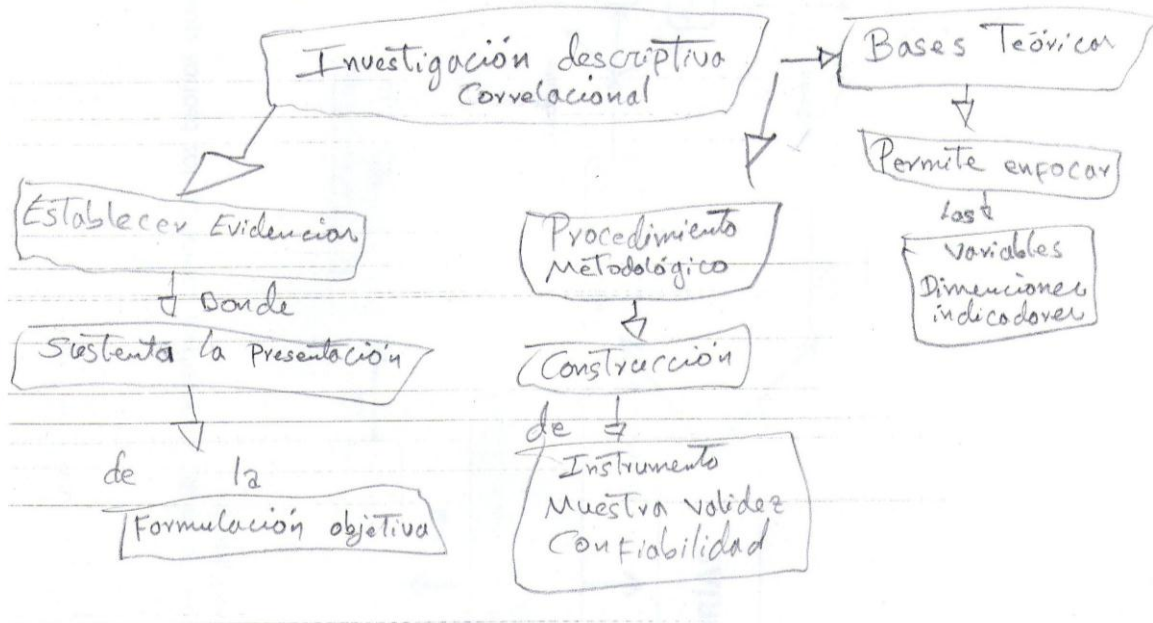 Investigación descriptiva
Correlacional
Bases Teóricas
Permite enfocar
las
Variables
Dimenciones
indicadores
Establecer Evidencias
Donde
Sustenta la Presentación
de la
Formulación objetiva
Procedimiento
Metodológico
Construcción
de
Instrumento
Muestra validez
Confiabilidad